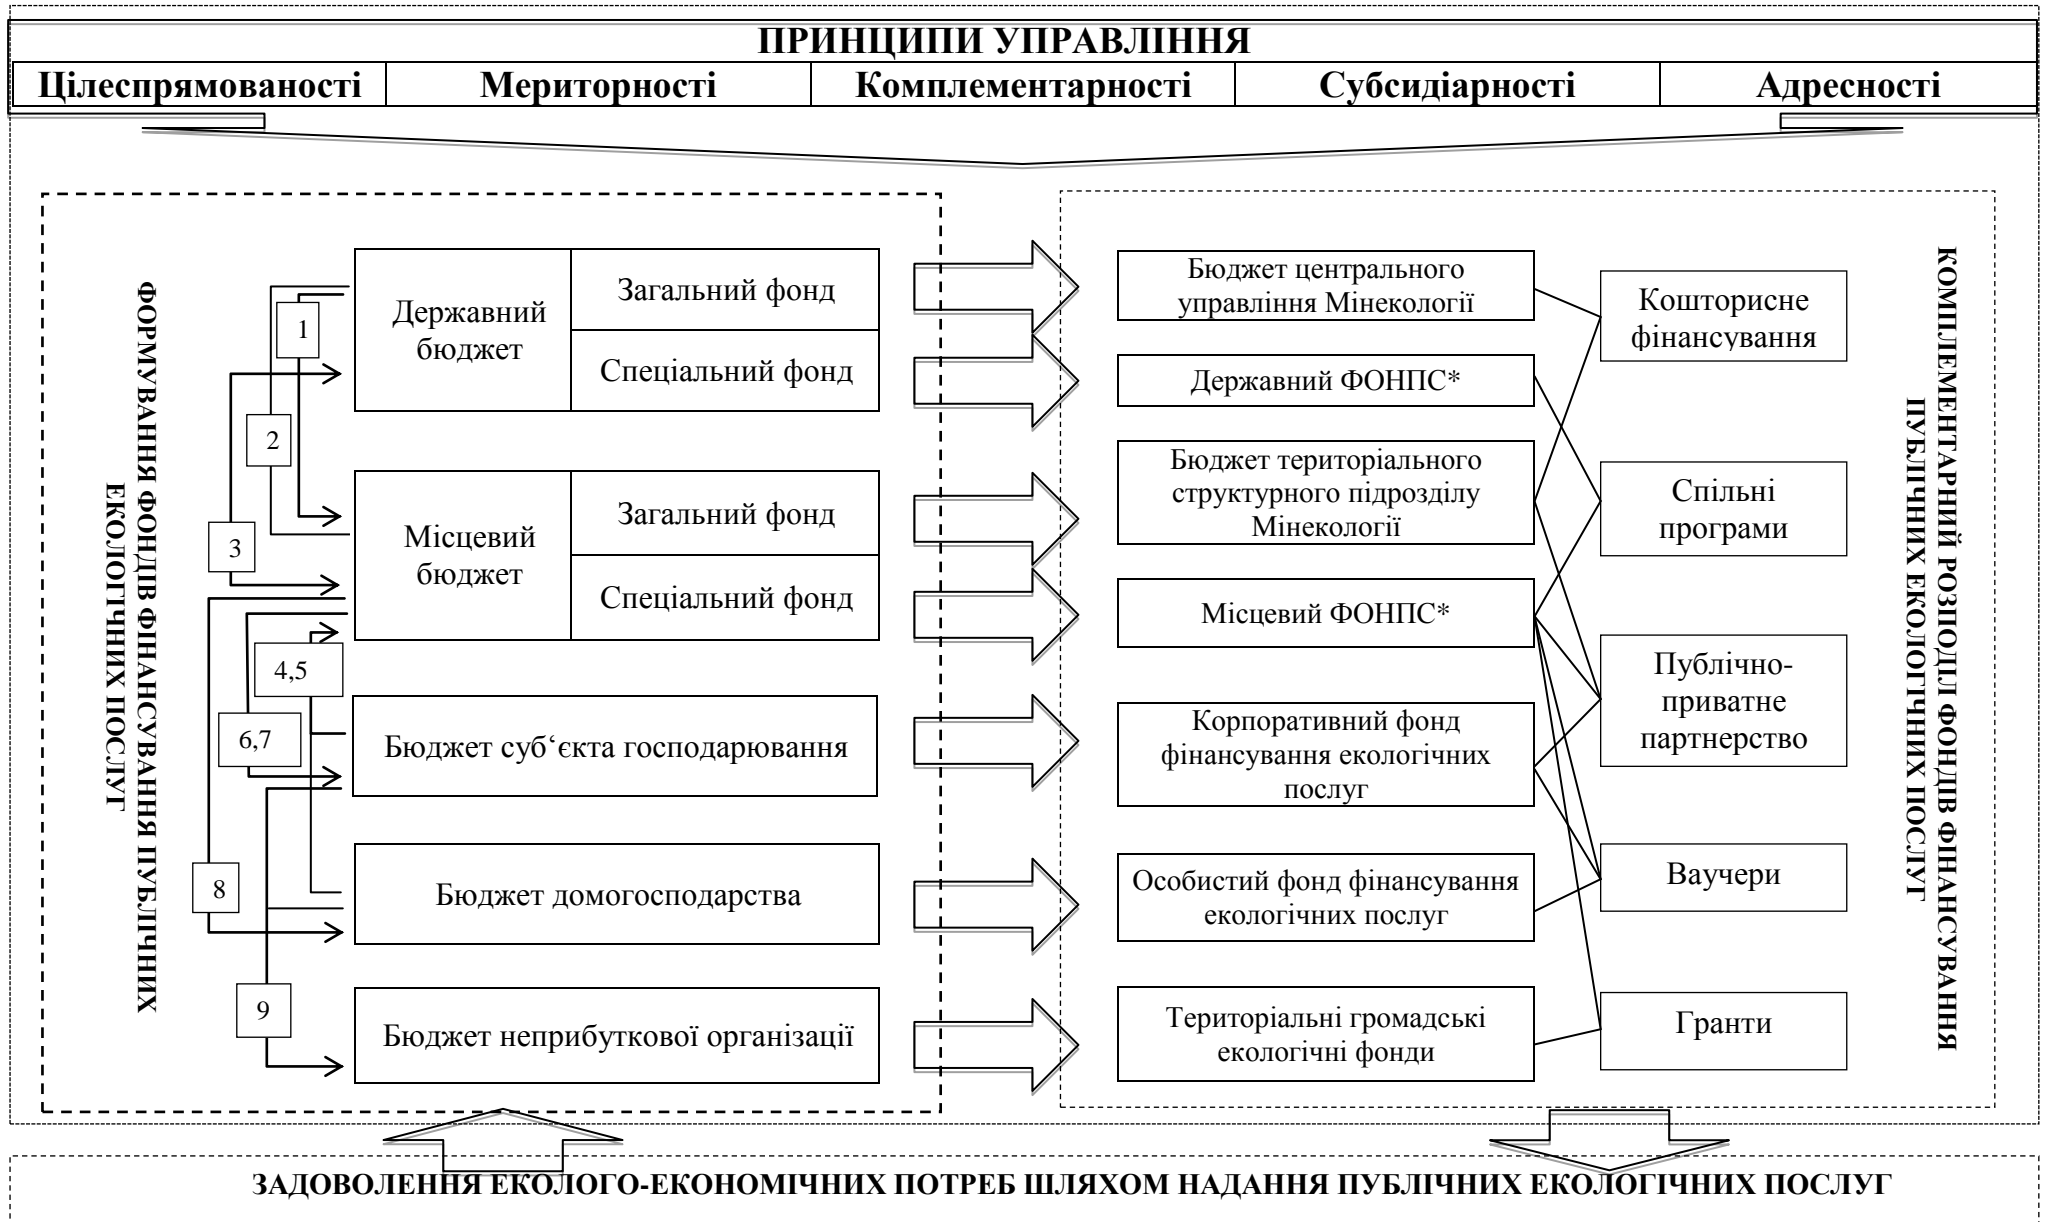 ПРИНЦИПИ УПРАВЛІННЯ
Цілеспрямованості
Мериторності
Комплементарності
Субсидіарності
Адресності
ФОРМУВАННЯ ФОНДІВ ФІНАНСУВАННЯ ПУБЛІЧНИХ
ЕКОЛОГІЧНИХ ПОСЛУГ
1
2
3
4,5
6,7
8
9
Державний
бюджет
Загальний фонд
Спеціальний фонд
Місцевий
бюджет
Загальний фонд
Спеціальний фонд
Бюджет суб‘єкта господарювання
Бюджет домогосподарства
Бюджет неприбуткової організації
Бюджет центрального
управління Мінекології
Державний ФОНПС*
Бюджет територіального
структурного підрозділу
Мінекології
Місцевий ФОНПС*
Корпоративний фонд
фінансування екологічних
послуг
Особистий фонд фінансування
екологічних послуг
Територіальні громадські
екологічні фонди
Кошторисне
фінансування
Спільні
програми
Публічно-
приватне
партнерство
Ваучери
Гранти
КОМПЛЕМЕНТАРНИЙ РОЗПОДІЛ ФОНДІВ ФІНАНСУВАННЯ
ПУБЛІЧНИХ ЕКОЛОГІЧНИХ ПОСЛУГ
ЗАДОВОЛЕННЯ ЕКОЛОГО-ЕКОНОМІЧНИХ ПОТРЕБ ШЛЯХОМ НАДАННЯ ПУБЛІЧНИХ ЕКОЛОГІЧНИХ ПОСЛУГ